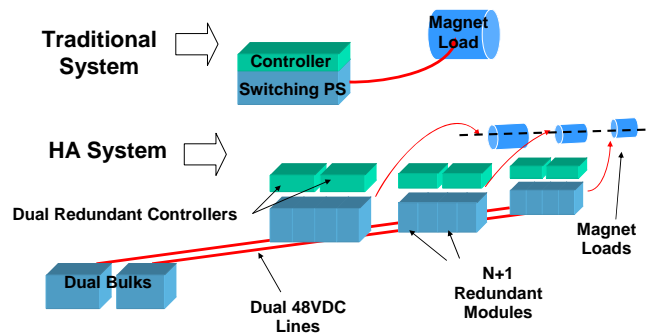 Traditional
System
Controller
Switching PS
Magnet
Load
HA System
Dual Redundant Controllers
Dual Bulks
Dual 48VDC
Lines
N+1
Redundant
Modules
Magnet
Loads